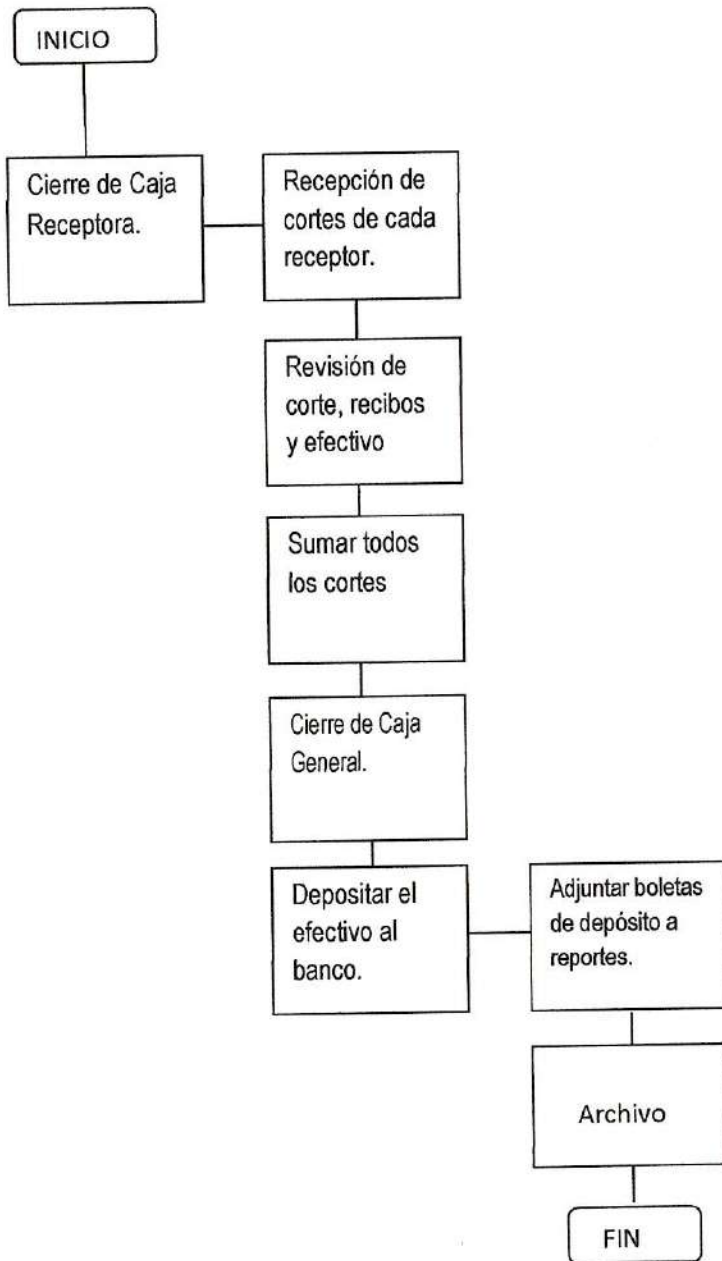 INICIO
Cierre de Caja
Receptora.
Recepción de
cortes de cada
receptor.
Revisión de
corte, recibos
y efectivo
Sumar todos
los cortes
Cierre de Caja
General.
Depositar el
efectivo al
banco.
Adjuntar boletas
de depósito a
reportes.
Archivo
FIN